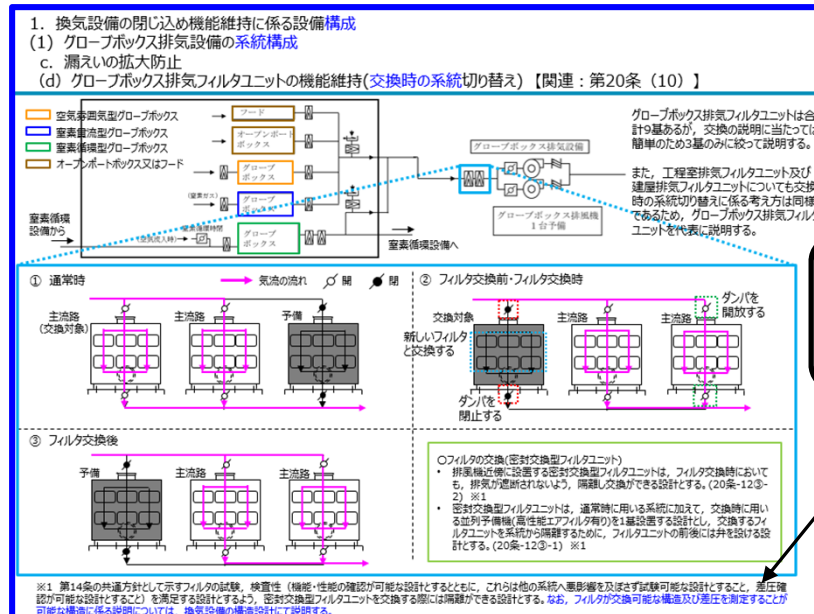 1. 換気設備の閉じ込め機能維持に係る設備構成
(1) グローブボックス排気設備の系統構成
c. 漏えいの拡大防止
(d) グローブボックス排気フィルタユニットの機能維持(交換時の系統切り替え) 【関連：第20条（10）】
空気雰囲気型グローブボックス
窒素貫流型グローブボックス
窒素循環型グローブボックス
オープンポートボックス又はフード
フード
オープンポート
ボックス
グローブ
ボックス
(窒素ガス)
グローブ
ボックス
窒素循環
設備から
(空気流入時)
グローブ
ボックス
窒素循環設備へ
グローブボックス排気設備
グローブボックス排風機
1台予備
グローブボックス排気フィルタユニットは合
計9基あるが，交換の説明に当たっては
簡単のため3基のみに絞って説明する。
また，工程室排気フィルタユニット及び
建屋排気フィルタユニットについても交換
時の系統切り替えに係る考え方は同様
であるため，グローブボックス排気フィルタ
ユニットを代表に説明する。
① 通常時
気流の流れ 開 閉
主流路
(交換対象)
主流路
予備
② フィルタ交換前・フィルタ交換時
交換対象
新しいフィルタ
と交換する
主流路
主流路
ダンパを
開放する
ダンパを
閉止する
③ フィルタ交換後
予備
主流路
主流路
〇フィルタの交換(密封交換型フィルタユニット)
• 排風機近傍に設置する密封交換型フィルタユニットは，フィルタ交換時において
も，排気が遮断されないよう，隔離し交換ができる設計とする。(20条-12③-
2) ※1
• 密封交換型フィルタユニットは，通常時に用いる系統に加えて，交換時に用い
る並列予備機(高性能エアフィルタ有り)を1基設置する設計とし，交換するフィ
ルタユニットを系統から隔離するために，フィルタユニットの前後には弁を設ける設
計とする。(20条-12③-1) ※1
※1 第14条の共通方針として示すフィルタの試験，検査性（機能・性能の確認が可能な設計とするとともに，これらは他の系統へ悪影響を及ぼさず試験可能な設計とすること，差圧確
認が可能な設計とすること）を満足する設計とするよう，密封交換型フィルタユニットを交換する際には隔離ができる設計とする。なお，フィルタが交換可能な構造及び差圧を測定することが
可能な構造に係る説明については，換気設備の構造設計にて説明する。